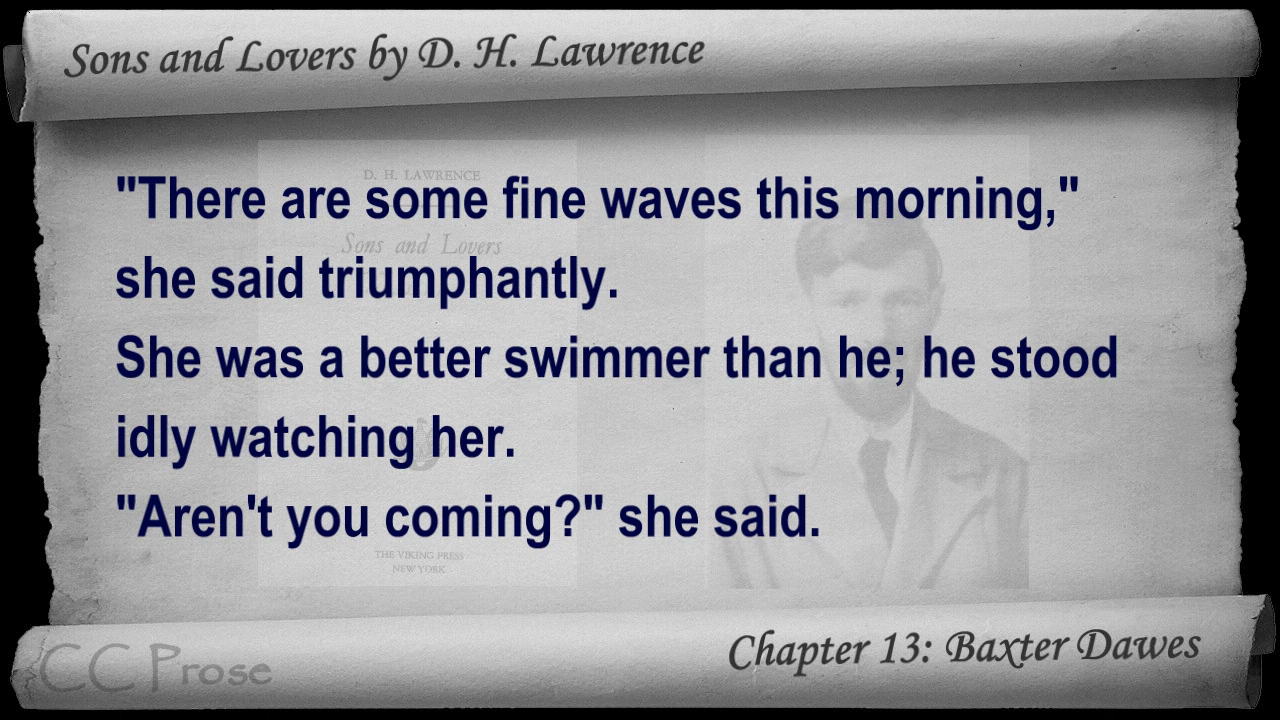 Sons and Lovers by D. H. Lawrence
D. H. LAWRENCE
"There are some fine waves this morning,"
Sons and Lovers
she said triumphantly.
She was a better swimmer than he; he stood
idly watching her.
"Aren't you coming?" she said.
THE VIKING PRESS
NEW YORK
Chapter 13: Baxter Dawes
CC Prose